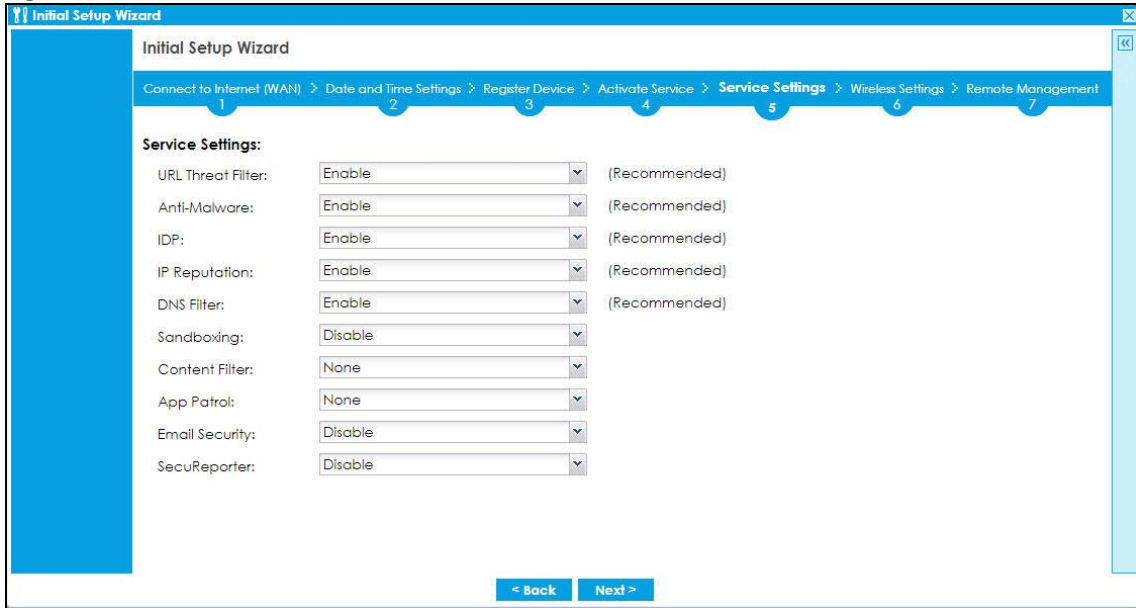 Initial Setup Wizard
Initial Setup Wizard
Connect to Internet (WAN) > Date and Time Settings > Register Device > Activate Service > Service Settings > Wireless Settings > Remote Management
1 2 3 4 5 6 7
Service Settings:
URL Threat Filter: Enable (Recommended)
Anti-Malware: Enable (Recommended)
IDP: Enable (Recommended)
IP Reputation: Enable (Recommended)
DNS Filter: Enable (Recommended)
Sandboxing: Disable
Content Filter: None
App Patrol: None
Email Security: Disable
SecuReporter: Disable
< Back Next >